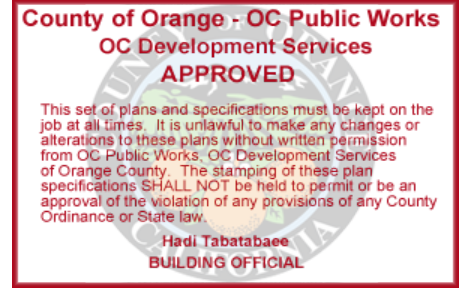 County of Orange - OC Public Works
OC Development Services
APPROVED
This set of plans and specifications must be kept on the
job at all times. It is unlawful to make any changes or
alterations to these plans without written permission
from OC Public Works, OC Development Services
of Orange County. The stamping of these plan
specifications SHALL NOT be held to permit or be an
approval of the violation of any provisions of any County
Ordinance or State law.
Hadi Tabatabaee
BUILDING OFFICIAL
COUNTY OF ORANGE
CALIFORNIA